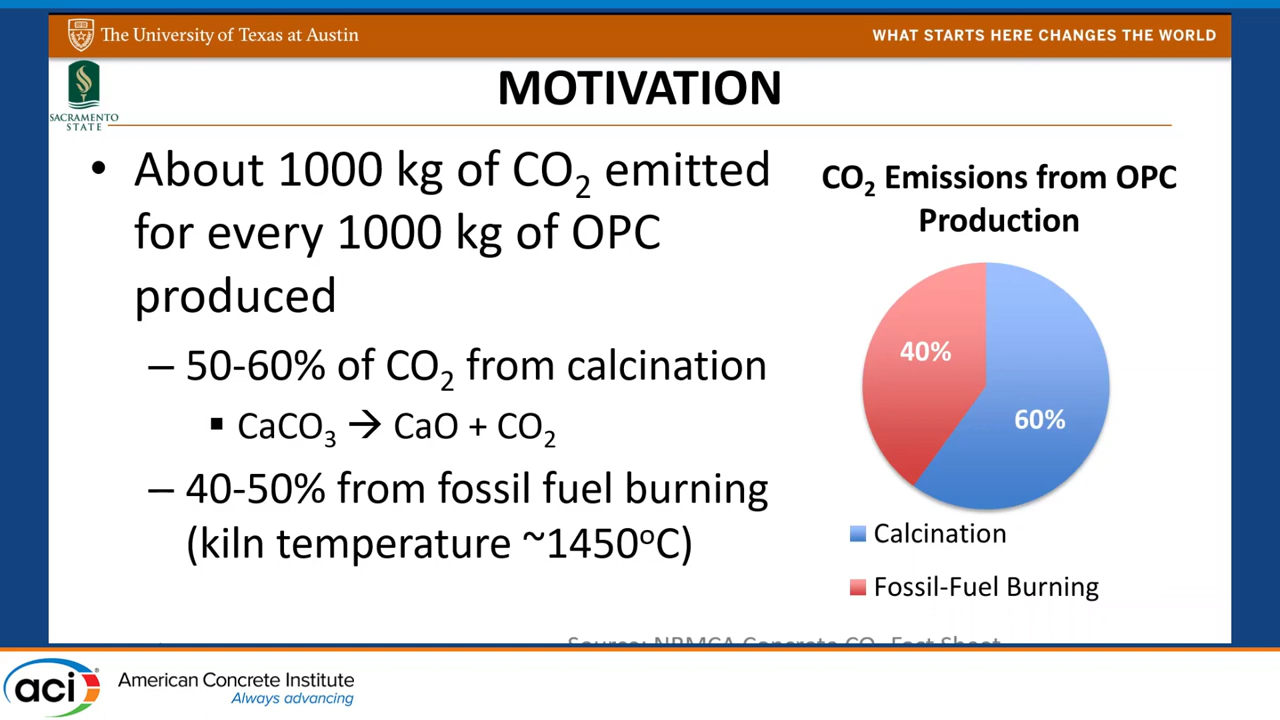 The University of Texas at Austin
WHAT STARTS HERE CHANGES THE WORLD
SACRAMENTO
STATE
MOTIVATION
• About 1000 kg of CO₂ emitted
for every 1000 kg of OPC
produced
– 50-60% of CO₂ from calcination
▪ CaCO₃ → CaO + CO₂
– 40-50% from fossil fuel burning
(kiln temperature ~1450ᵒC)
CO₂ Emissions from OPC
Production
40%
60%
Calcination
Fossil-Fuel Burning
Source: NRMCA Concrete CO₂ Fact Sheet
aci
American Concrete Institute
Always advancing